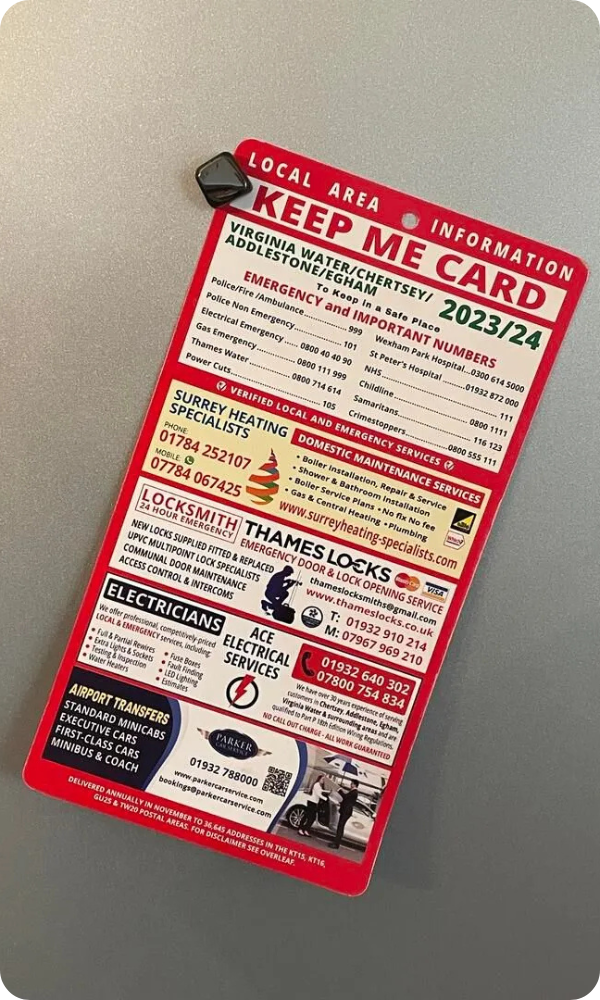 LOCAL AREA INFORMATION
KEEP ME CARD
VIRGINIA WATER/CHERTSEY/
ADDLESTONE/EGHAM
2023/24
To Keep in a Safe Place
EMERGENCY and IMPORTANT NUMBERS
Police/Fire /Ambulance 999
Police Non Emergency 101
Electrical Emergency 0800 40 40 90
Gas Emergency 0800 111 999
Thames Water 0800 714 614
Power Cuts 105
Wexham Park Hospital 0300 614 5000
St Peter's Hospital 01932 872 000
NHS 111
Childline 0800 1111
Samaritans 116 123
Crimestoppers 0800 555 111
VERIFIED LOCAL AND EMERGENCY SERVICES
SURREY HEATING
SPECIALISTS
PHONE:
01784 252107
MOBILE:
07784 067425
DOMESTIC MAINTENANCE SERVICES
• Boiler Installation, Repair & Service
• Shower & Bathroom Installation
• Boiler Service Plans • No fix No fee
• Gas & Central Heating • Plumbing
www.surreyheating-specialists.com
LOCKSMITH
24 HOUR EMERGENCY
NEW LOCKS SUPPLIED FITTED & REPLACED
UPVC MULTIPOINT LOCK SPECIALISTS
COMMUNAL DOOR MAINTENANCE
ACCESS CONTROL & INTERCOMS
THAMES LOCKS
EMERGENCY DOOR & LOCK OPENING SERVICE
VISA
thameslocksmiths@gmail.com
www.thameslocks.co.uk
T: 01932 910 214
M: 07967 969 210
ELECTRICIANS
We offer professional, competitively priced
LOCAL & EMERGENCY services, including:
• Full & Partial Rewires
• Extra Lights & Sockets
• Testing & Inspection
• Water Heaters
• Fuse Boxes
• Fault Finding
• LED Lighting
• Estimates
ACE
ELECTRICAL
SERVICES
01932 640 302
07800 754 834
We have over 30 years experience of serving
customers in Chertsey, Addlestone, Egham,
Virginia Water & surrounding areas and are
qualified to Part P 18th Edition Wiring Regulations.
NO CALL OUT CHARGE - ALL WORK GUARANTEED
AIRPORT TRANSFERS
STANDARD MINICABS
EXECUTIVE CARS
FIRST-CLASS CARS
MINIBUS & COACH
PARKER
CAR SERVICE
01932 788000
www.parkercarservice.com
bookings@parkercarservice.com
DELIVERED ANNUALLY IN NOVEMBER TO 36,645 ADDRESSES IN THE KT15, KT16,
GU25 & TW20 POSTAL AREAS. FOR DISCLAIMER SEE OVERLEAF.